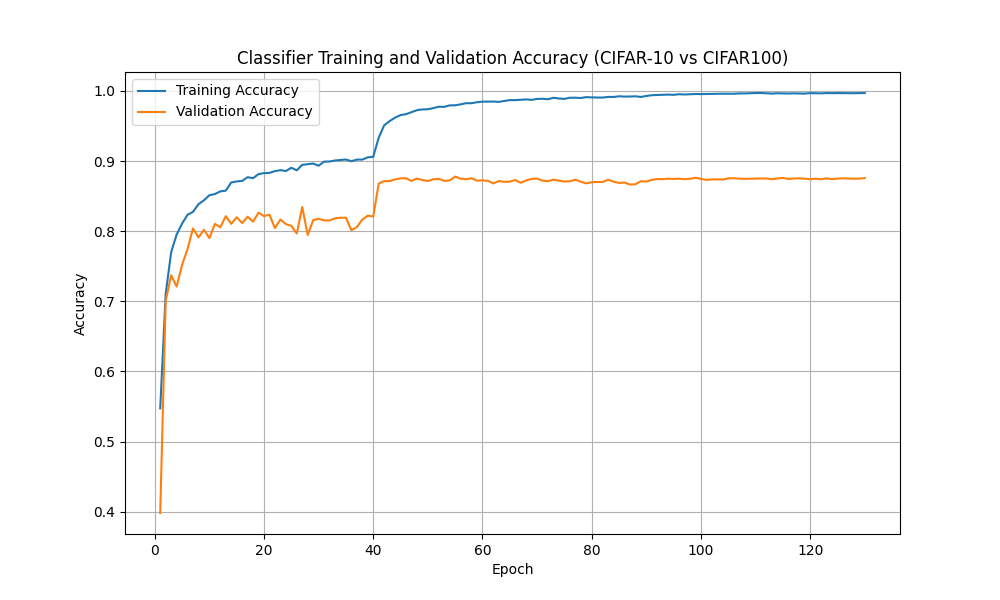 Classifier Training and Validation Accuracy (CIFAR-10 vs CIFAR100)
Training Accuracy
Validation Accuracy
Accuracy
1.0
0.9
0.8
0.7
0.6
0.5
0.4
0 20 40 60 80 100 120
Epoch